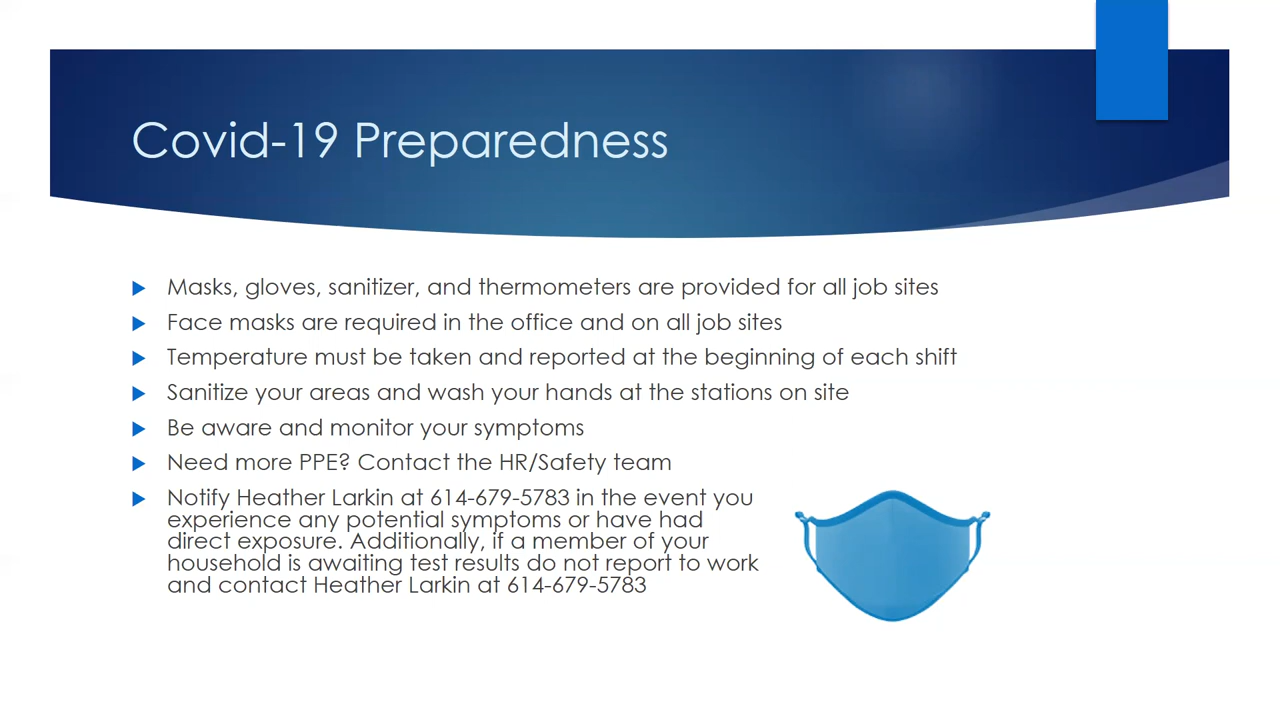 Covid-19 Preparedness
Masks, gloves, sanitizer, and thermometers are provided for all job sites
Face masks are required in the office and on all job sites
Temperature must be taken and reported at the beginning of each shift
Sanitize your areas and wash your hands at the stations on site
Be aware and monitor your symptoms
Need more PPE? Contact the HR/Safety team
Notify Heather Larkin at 614-679-5783 in the event you
experience any potential symptoms or have had
direct exposure. Additionally, if a member of your
household is awaiting test results do not report to work
and contact Heather Larkin at 614-679-5783